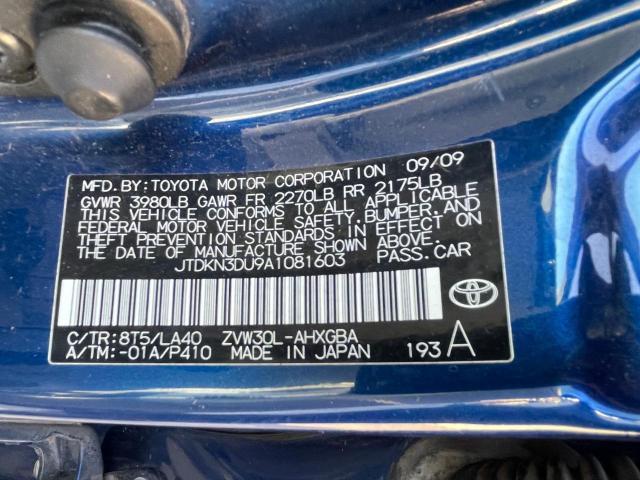 MFD.BY:TOYOTA MOTOR CORPORATION 09/09
GVWR 3980LB GAWR FR 2270LB RR 2175LB
THIS VEHICLE CONFORMS TO ALL APPLICABLE
FEDERAL MOTOR VEHICLE SAFETY,BUMPER,AND
THEFT PREVENTION STANDARDS IN EFFECT ON
THE DATE OF MANUFACTURE SHOWN ABOVE.
JTDKN3DU9A1081603 PASS.CAR
C/TR:8T5/LA40 ZVW30L-AHXGBA
A/TM:-01A/P410 MADE IN JAPAN 193 A